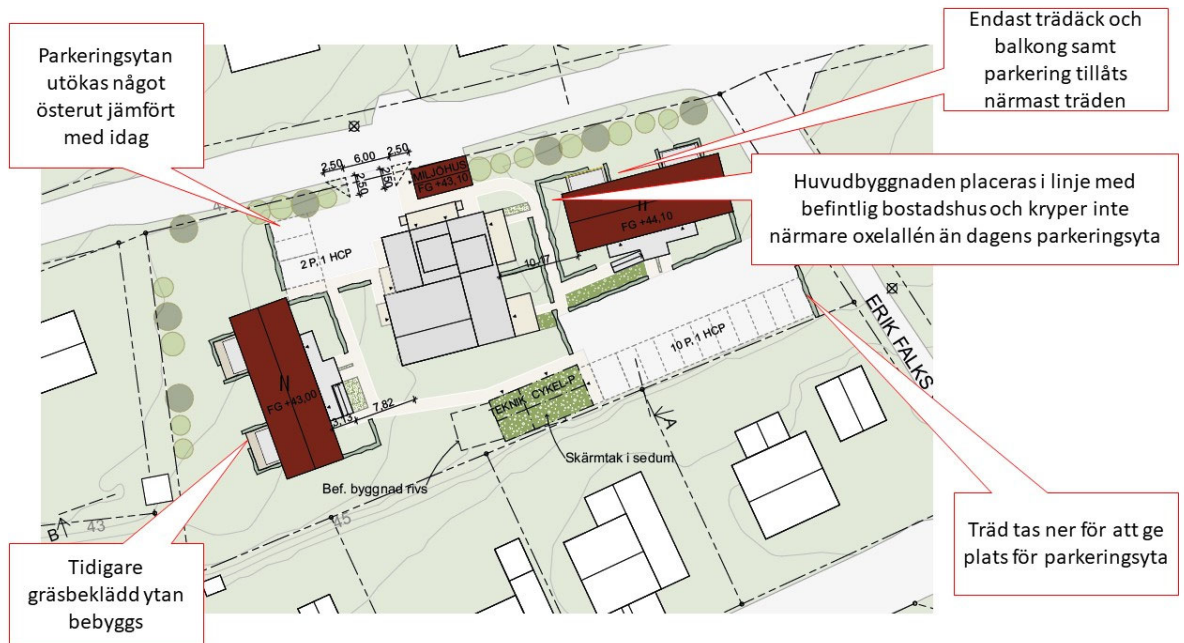 Parkeringsytan
utökas något
österut jämfört
med idag
Endast trädäck och
balkong samt
parkering tillåts
närmast träden
Huvudbyggnaden placeras i linje med
befintlig bostadshus och kryper inte
närmare oxelallén än dagens parkeringsyta
2,50 6,00 2,50
2,50
2,50
MILJÖHUS
FG +43,10
II
FG +44,10
2 P, 1 HCP
10,17
ERIK FALKS
10 P, 1 HCP
FG +43,00
3,13
7,82
TEKNIK CYKEL-P
A
Skärmtak i sedum
Bef. byggnad rivs
B
43
45
Tidigare
gräsbeklädd ytan
bebyggs
Träd tas ner för att ge
plats för parkeringsyta